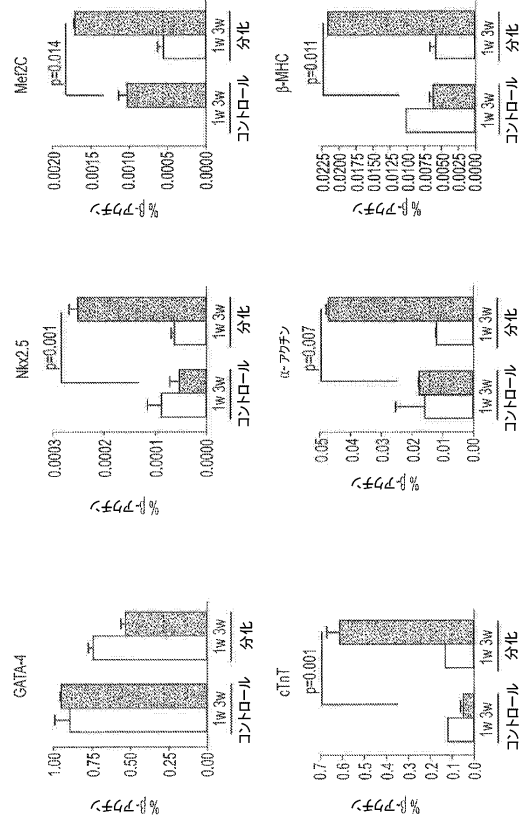 GATA-4
% β-アクチン
1.00
0.75
0.50
0.25
0.00
1w 3w
コントロール
1w 3w
分化
Nkx2.5
% β-アクチン
p=0.001
0.0003
0.0002
0.0001
0.0000
1w 3w
コントロール
1w 3w
分化
Mef2C
% β-アクチン
p=0.014
0.0020
0.0015
0.0010
0.0005
0.0000
1w 3w
コントロール
1w 3w
分化
cTnT
% β-アクチン
p=0.001
0.7
0.6
0.5
0.4
0.3
0.2
0.1
0.0
1w 3w
コントロール
1w 3w
分化
α-アクチン
% β-アクチン
p=0.007
0.05
0.04
0.03
0.02
0.01
0.00
1w 3w
コントロール
1w 3w
分化
β-MHC
% β-アクチン
p=0.011
0.0225
0.0200
0.0175
0.0150
0.0125
0.0100
0.0075
0.0050
0.0025
0.0000
1w 3w
コントロール
1w 3w
分化